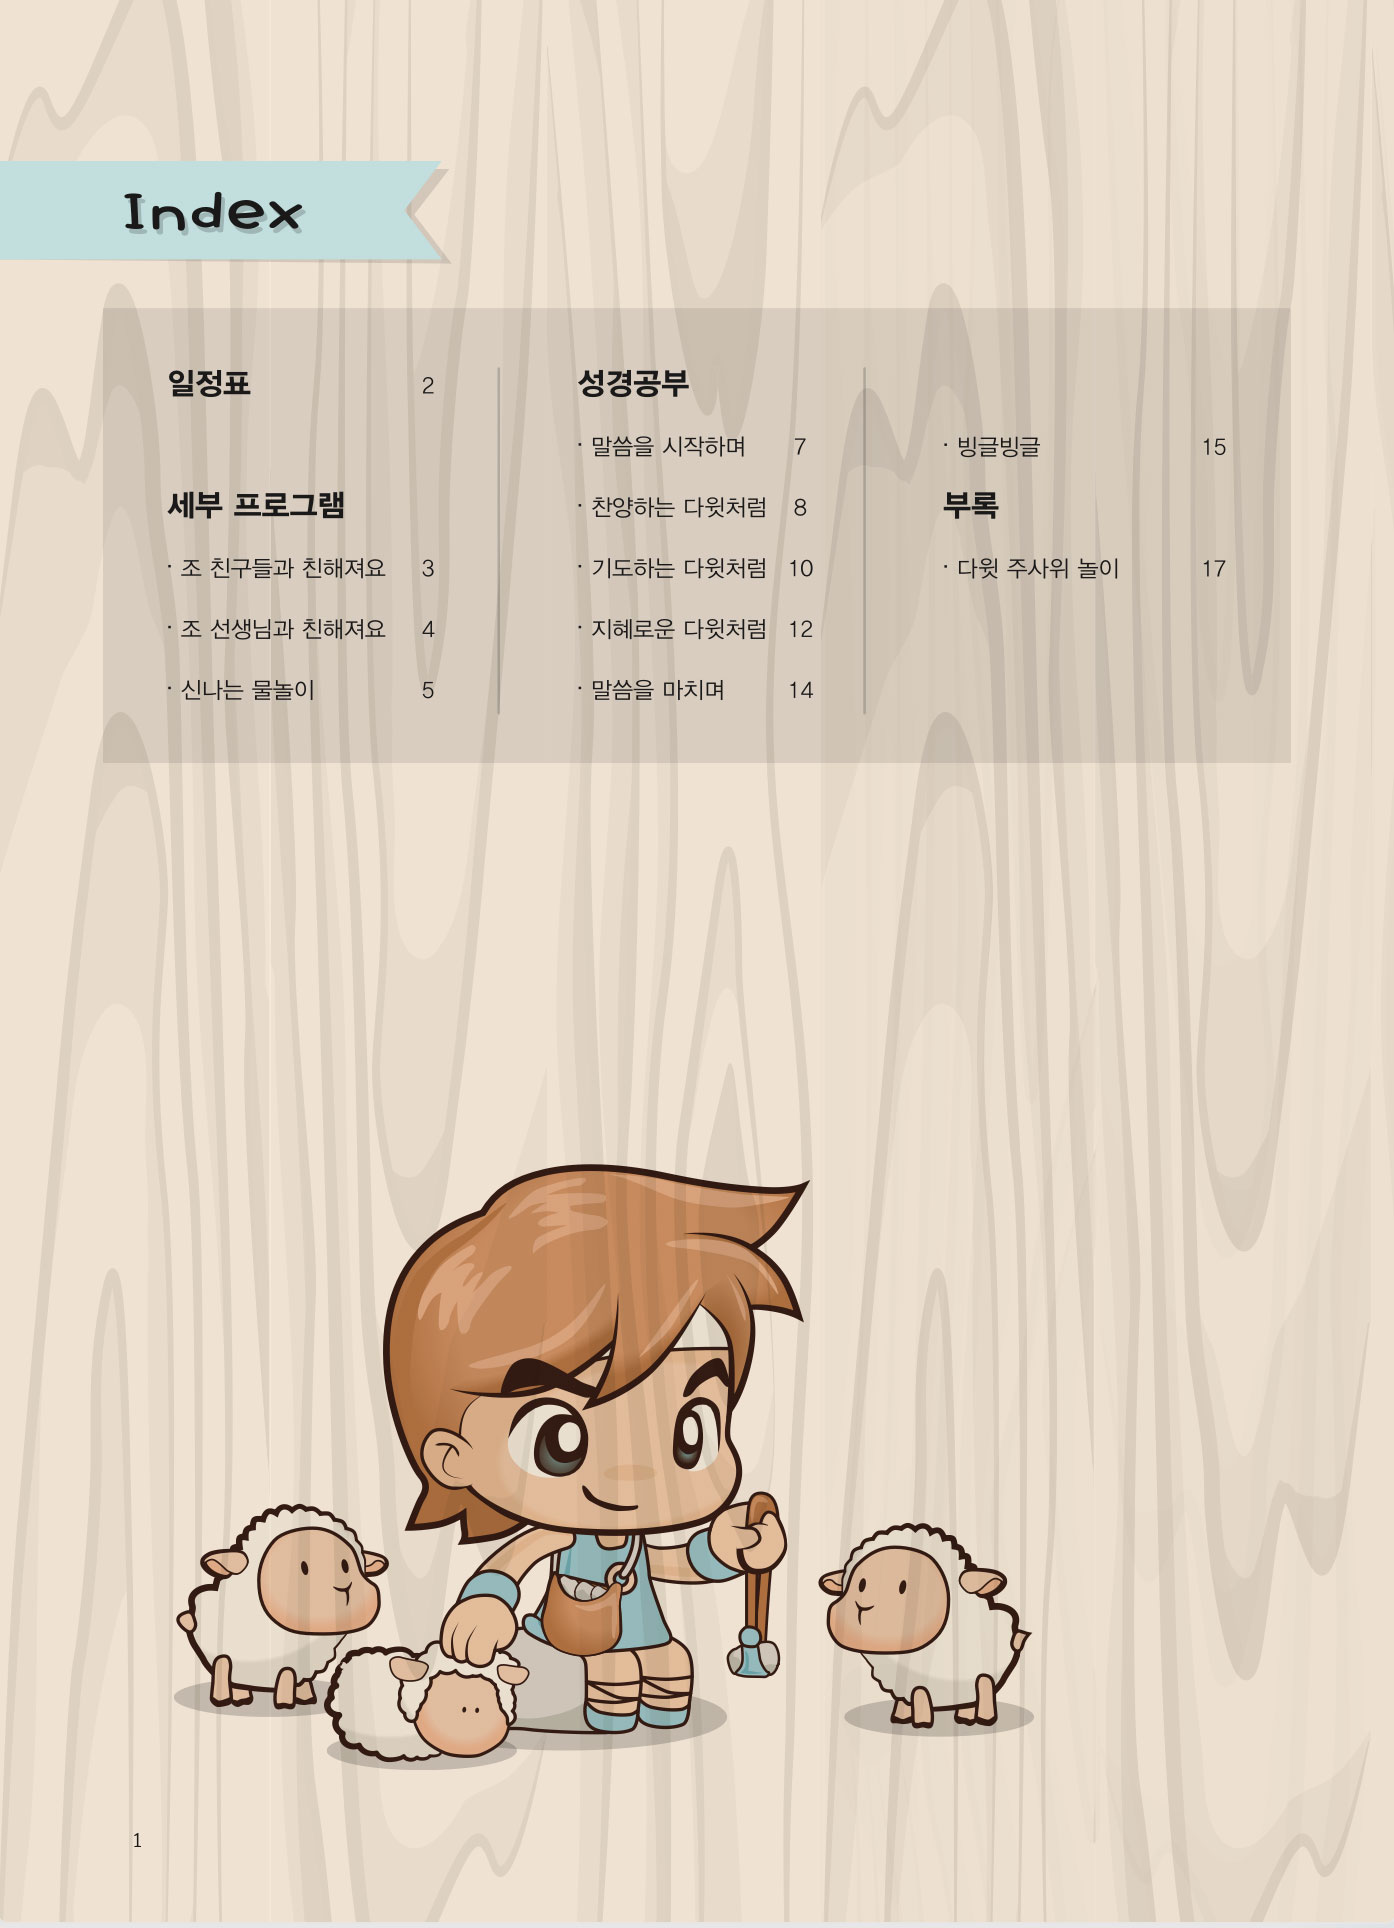 Index
일정표 2
세부 프로그램
· 조 친구들과 친해져요 3
· 조 선생님과 친해져요 4
· 신나는 물놀이 5
성경공부
· 말씀을 시작하며 7
· 찬양하는 다윗처럼 8
· 기도하는 다윗처럼 10
· 지혜로운 다윗처럼 12
· 말씀을 마치며 14
· 빙글빙글 15
부록
· 다윗 주사위 놀이 17
1